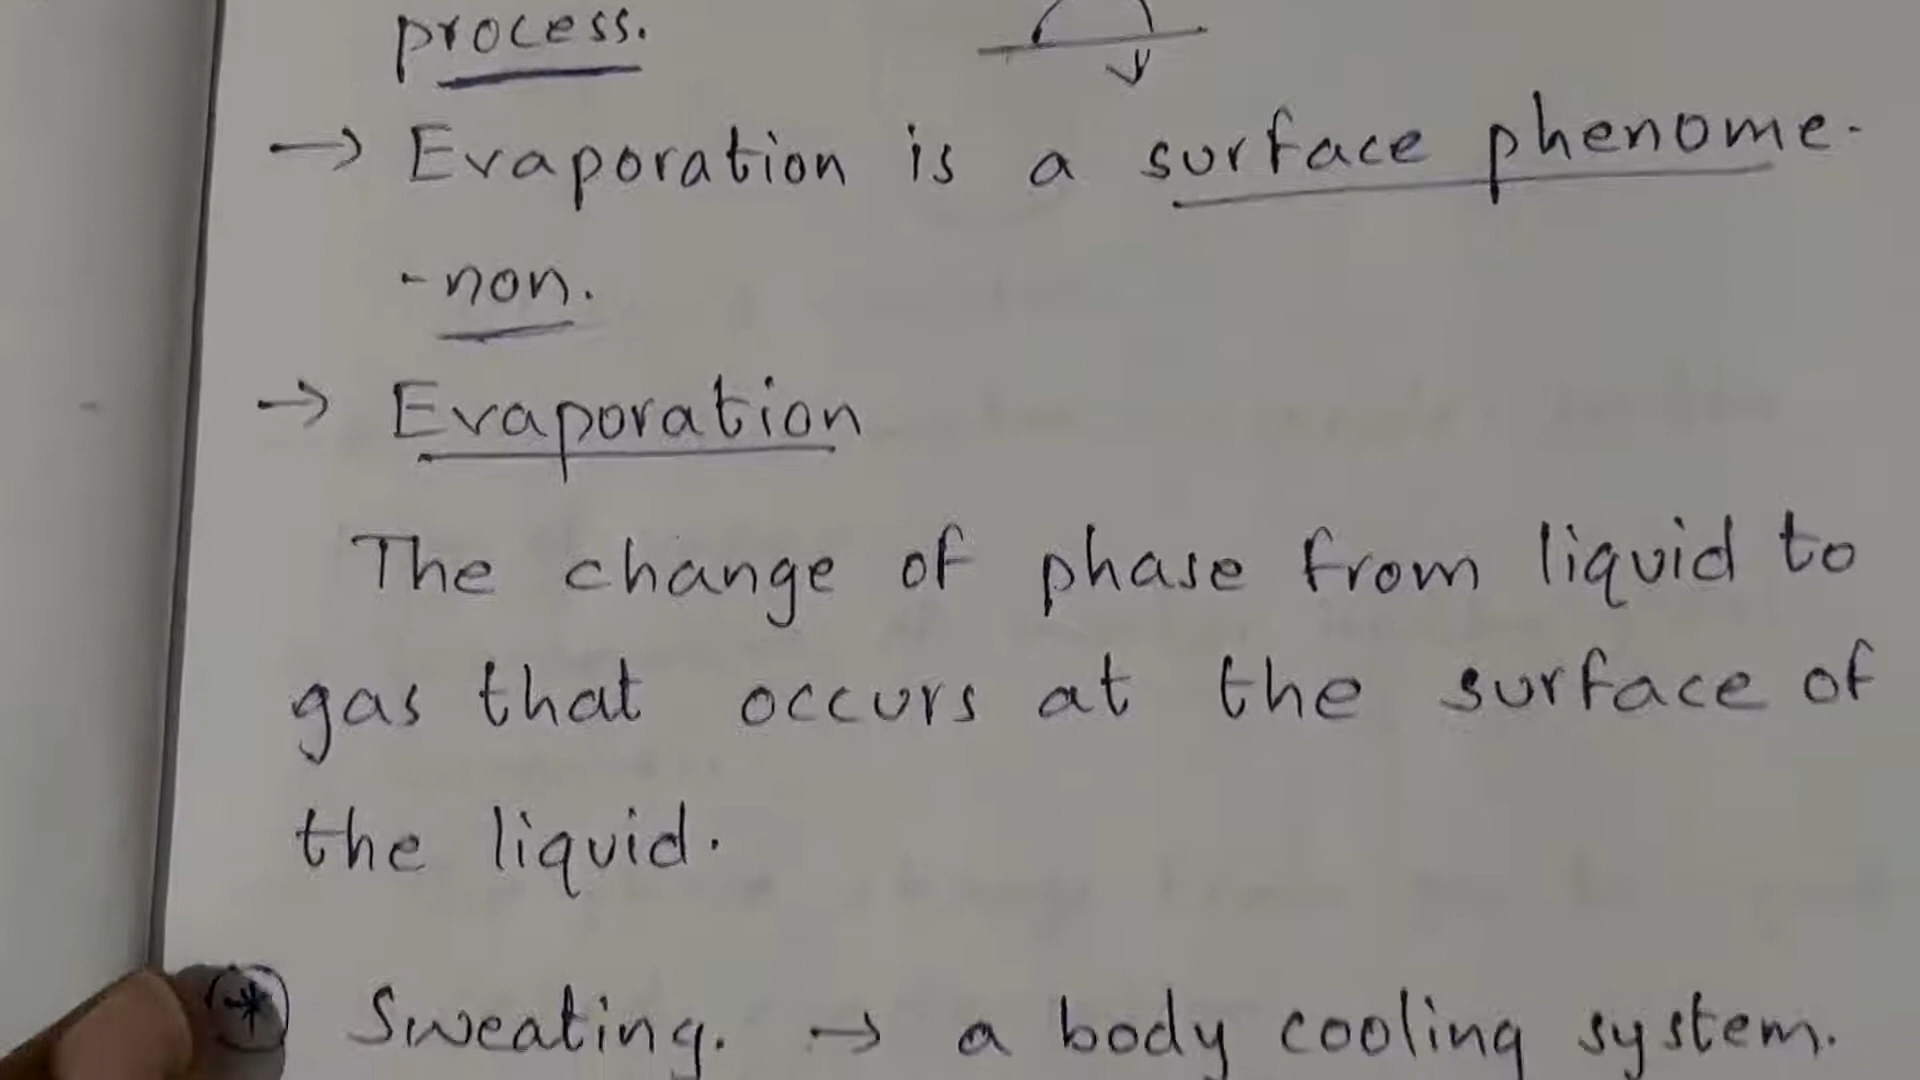 process.
→ Evaporation is a surface phenome-
-non.
→ Evaporation
The change of phase from liquid to
gas that occurs at the surface of
the liquid.
* Sweating. → a body cooling system.